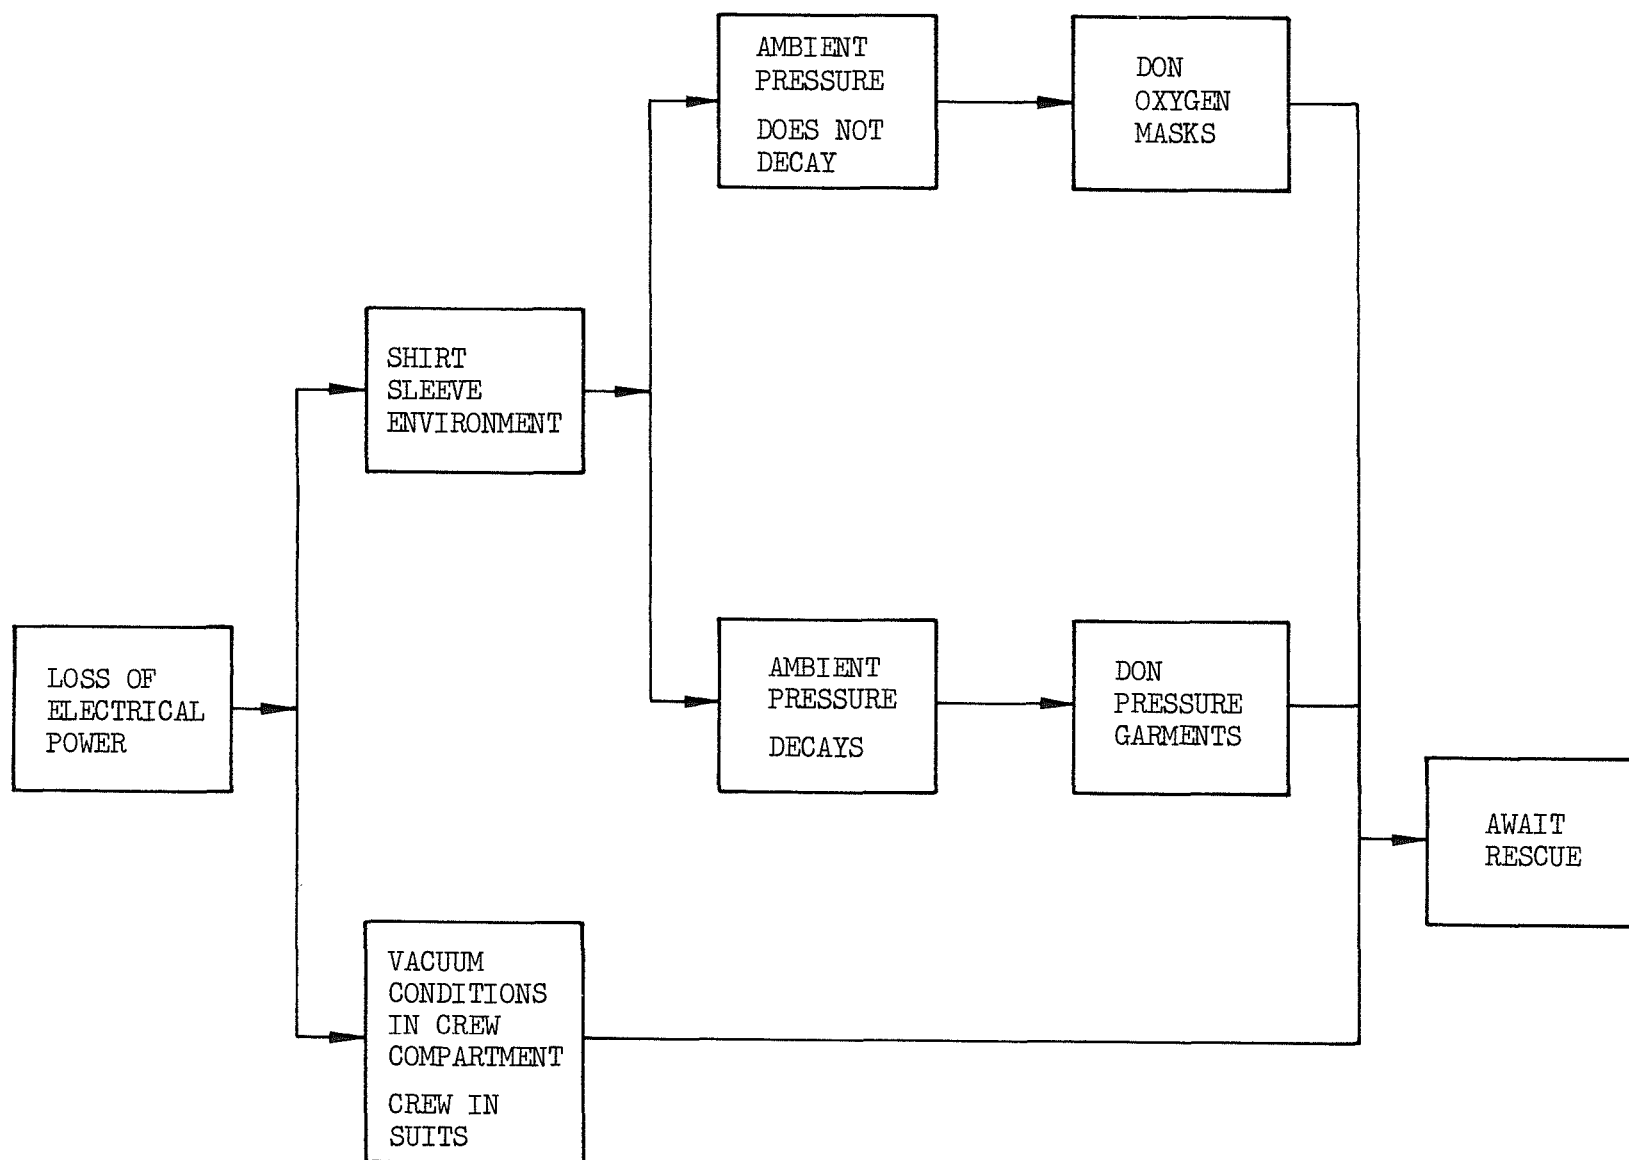 AMBIENT
PRESSURE
DOES NOT
DECAY
DON
OXYGEN
MASKS
SHIRT
SLEEVE
ENVIRONMENT
LOSS OF
ELECTRICAL
POWER
AMBIENT
PRESSURE
DECAYS
DON
PRESSURE
GARMENTS
AWAIT
RESCUE
VACUUM
CONDITIONS
IN CREW
COMPARTMENT
CREW IN
SUITS